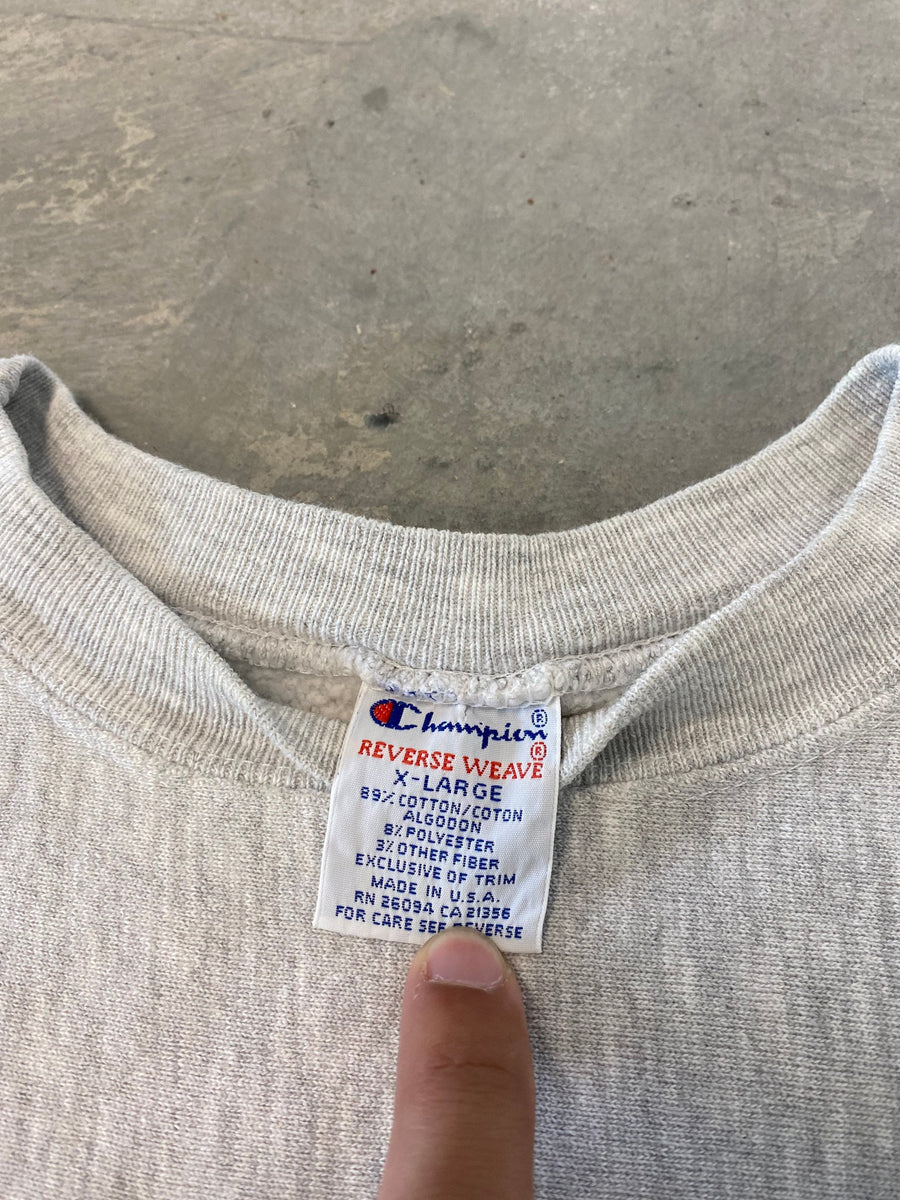 Champion®
REVERSE WEAVE®
X-LARGE
89% COTTON/COTON
ALGODON
8% POLYESTER
3% OTHER FIBER
EXCLUSIVE OF TRIM
MADE IN U.S.A.
RN 26094 CA 21356
FOR CARE SEE REVERSE